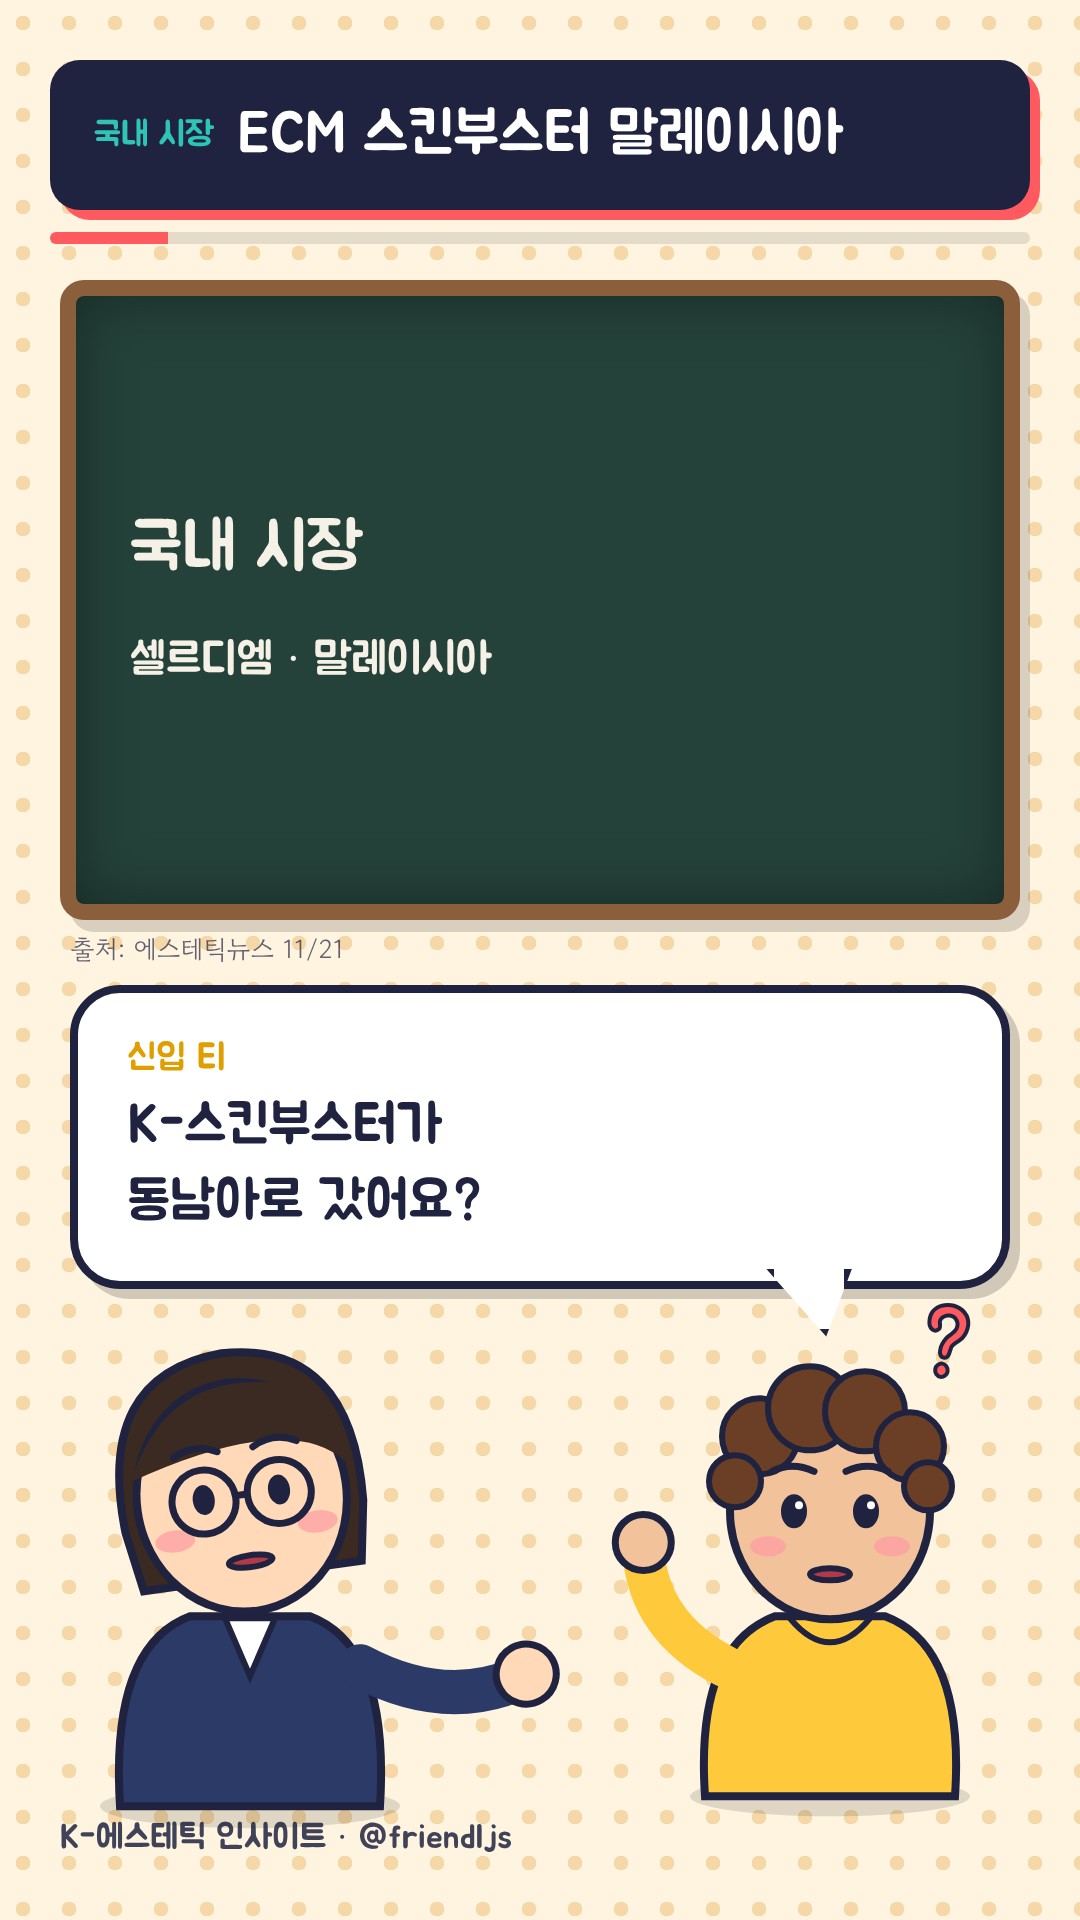 국내 시장 ECM 스킨부스터 말레이시아
국내 시장
셀르디엠 · 말레이시아
출처: 에스테틱뉴스 11/21
신입 티
K-스킨부스터가
동남아로 갔어요?
?
K-에스테틱 인사이트 · @friendljs